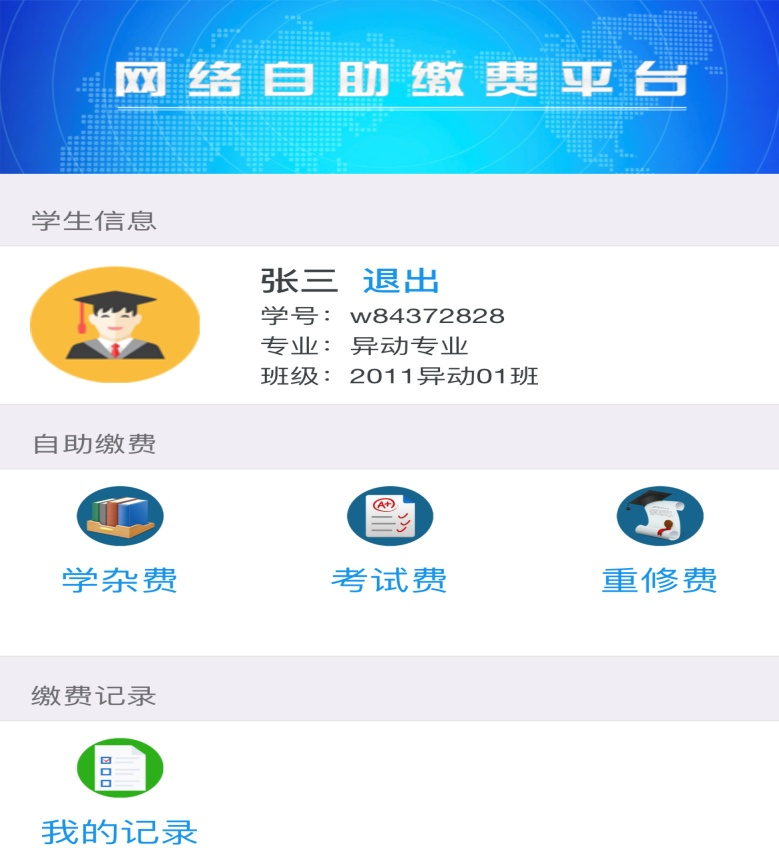 网络自助缴费平台
学生信息
张三 退出
学号：w84372828
专业：异动专业
班级：2011异动01班
自助缴费
A+
学杂费 考试费 重修费
缴费记录
我的记录